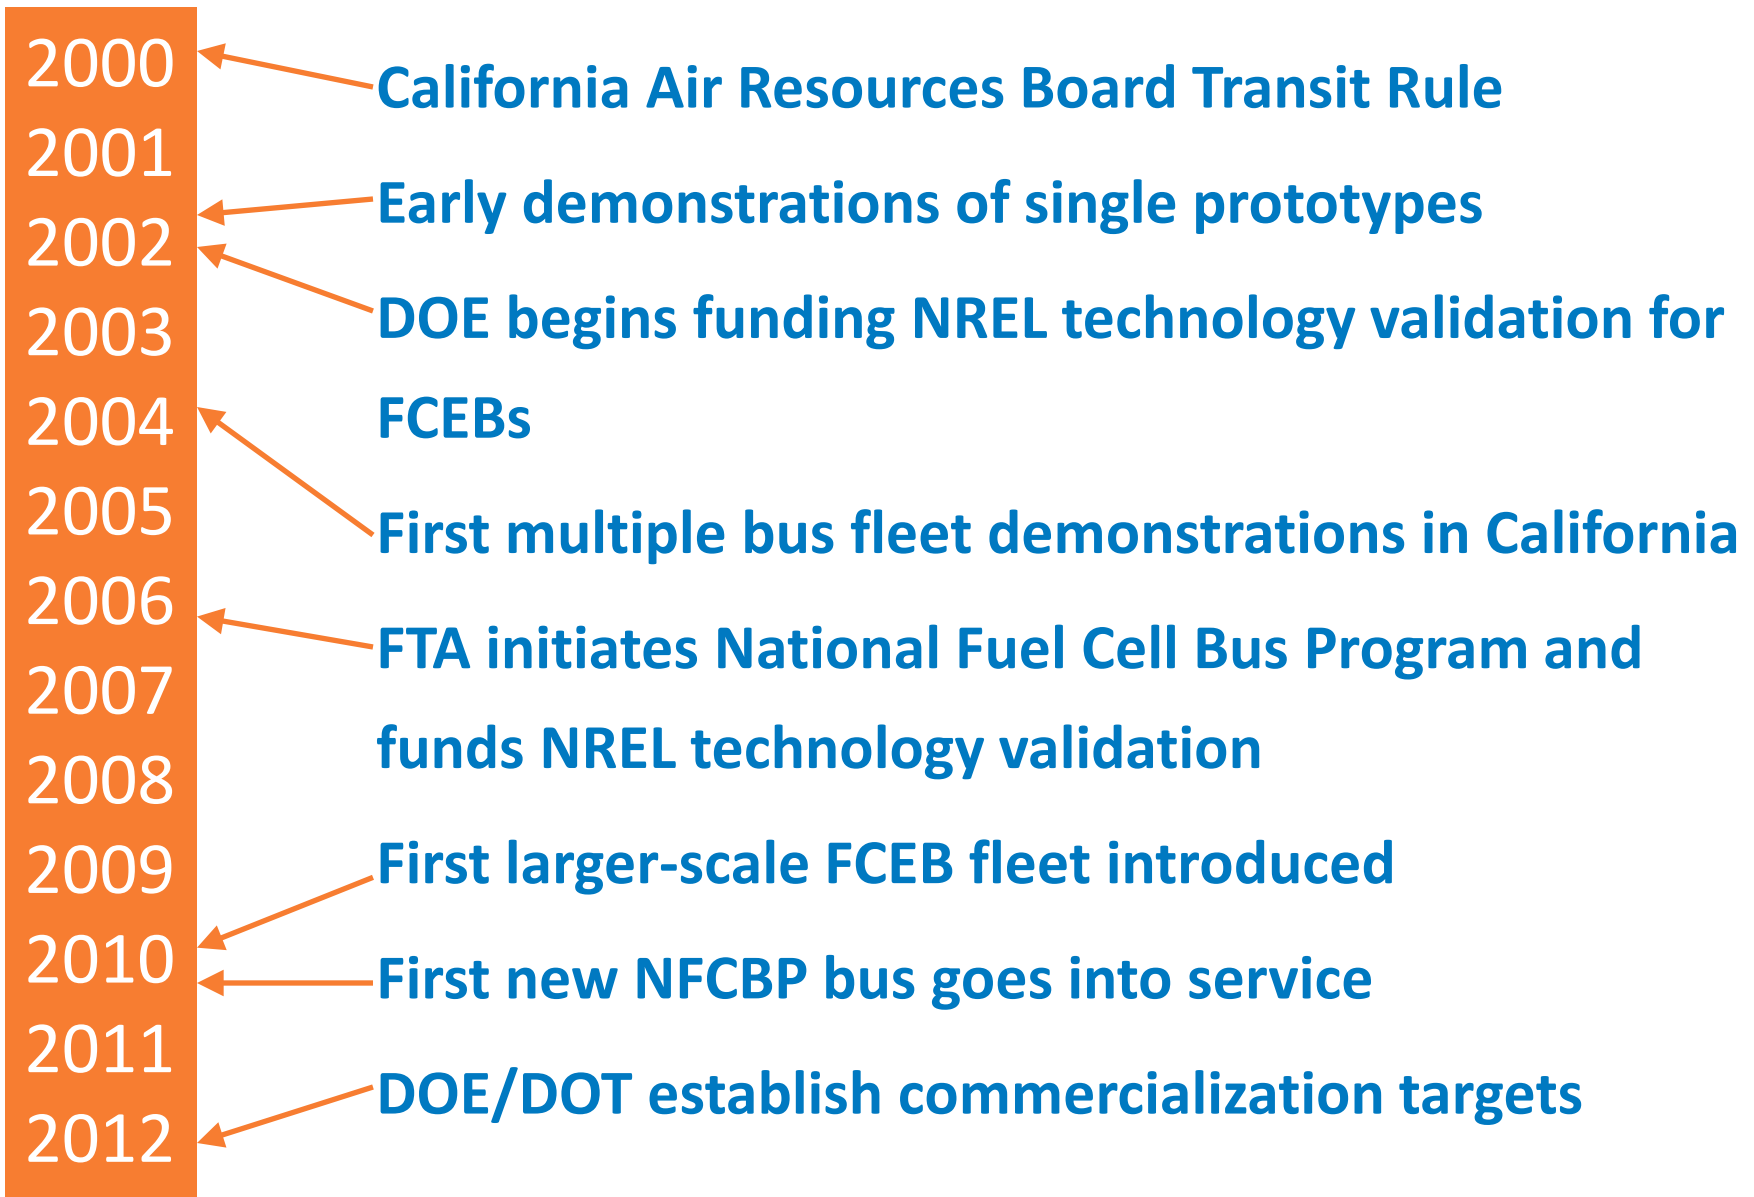 2000
2001
2002
2003
2004
2005
2006
2007
2008
2009
2010
2011
2012
California Air Resources Board Transit Rule
Early demonstrations of single prototypes
DOE begins funding NREL technology validation for
FCEBs
First multiple bus fleet demonstrations in California
FTA initiates National Fuel Cell Bus Program and
funds NREL technology validation
First larger-scale FCEB fleet introduced
First new NFCBP bus goes into service
DOE/DOT establish commercialization targets